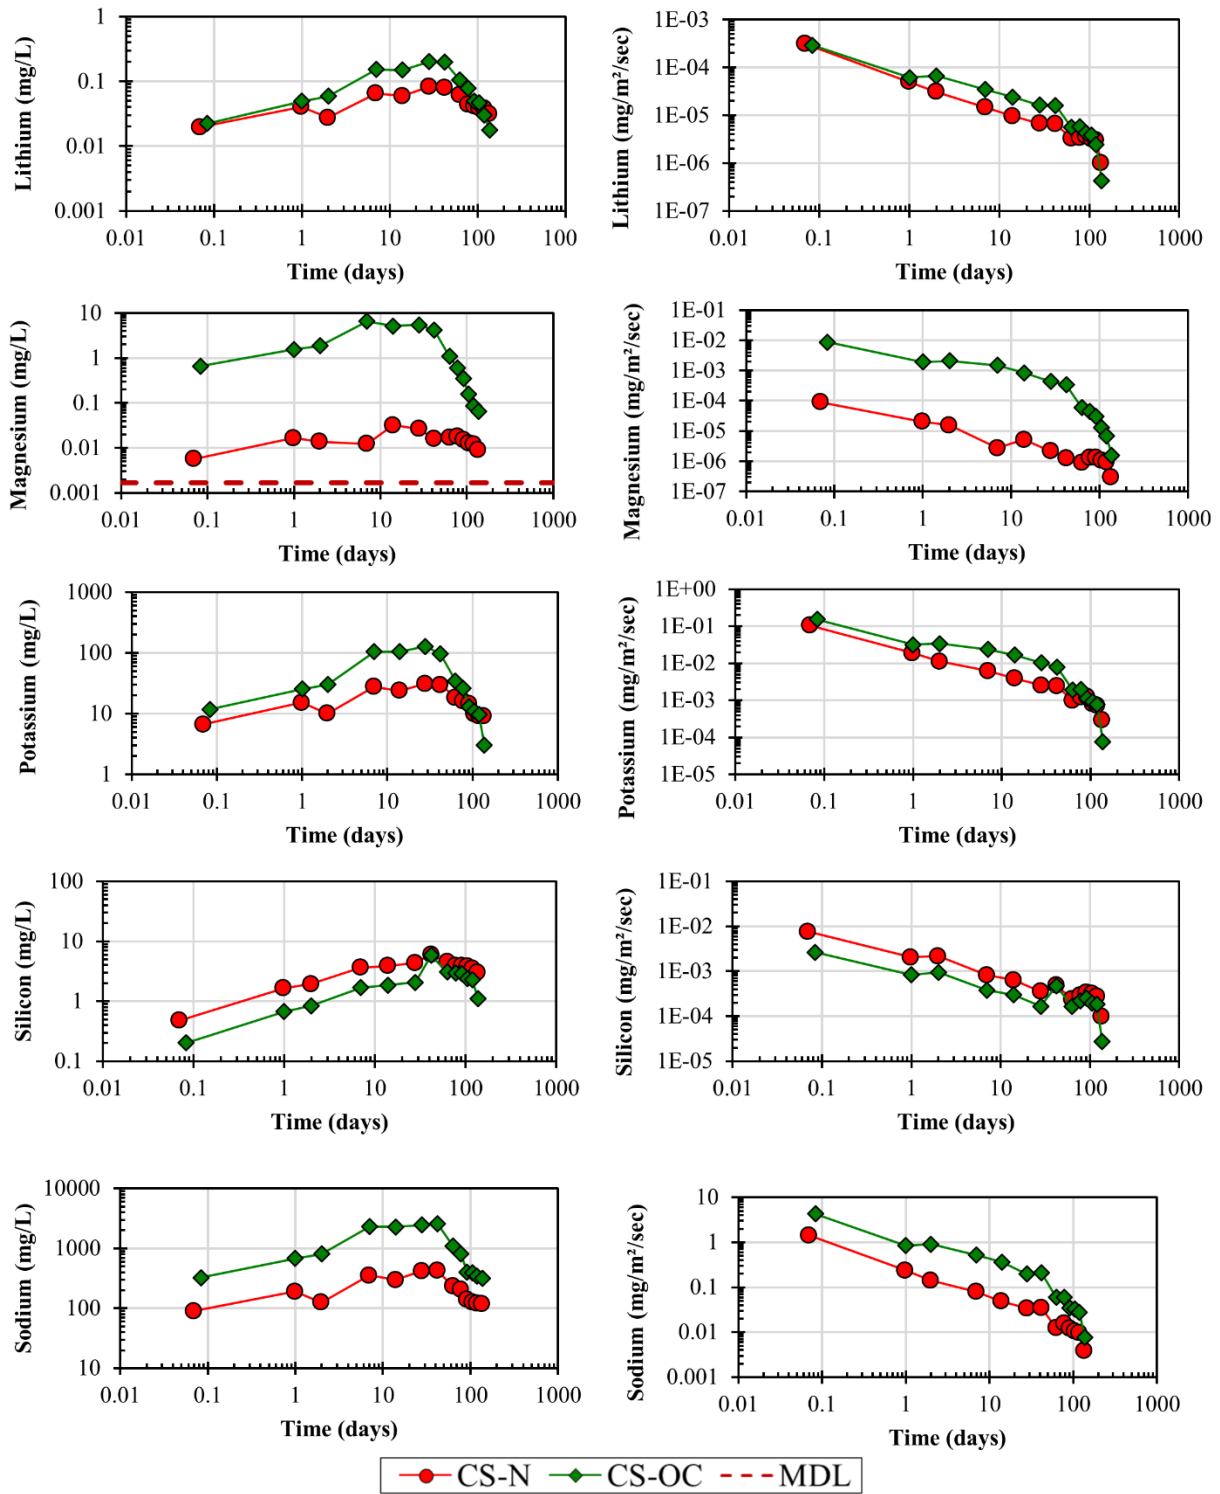 Lithium (mg/L)
1
0.1
0.01
0.001
0.01 0.1 1 10 100 100
Time (days)
Lithium (mg/m²/sec)
1E-03
1E-04
1E-05
1E-06
1E-07
0.01 0.1 1 10 100 1000
Time (days)
Magnesium (mg/L)
10
1
0.1
0.01
0.001
0.01 0.1 1 10 100 1000
Time (days)
Magnesium (mg/m²/sec)
1E-01
1E-02
1E-03
1E-04
1E-05
1E-06
1E-07
0.01 0.1 1 10 100 1000
Time (days)
Potassium (mg/L)
1000
100
10
1
0.01 0.1 1 10 100 1000
Time (days)
Potassium (mg/m²/sec)
1E+00
1E-01
1E-02
1E-03
1E-04
1E-05
0.01 0.1 1 10 100 1000
Time (days)
Silicon (mg/L)
100
10
1
0.1
0.01 0.1 1 10 100 1000
Time (days)
Silicon (mg/m²/sec)
1E-01
1E-02
1E-03
1E-04
1E-05
0.01 0.1 1 10 100 1000
Time (days)
Sodium (mg/L)
10000
1000
100
10
0.01 0.1 1 10 100 1000
Time (days)
Sodium (mg/m²/sec)
10
1
0.1
0.01
0.001
0.01 0.1 1 10 100 1000
Time (days)
CS-N CS-OC MDL